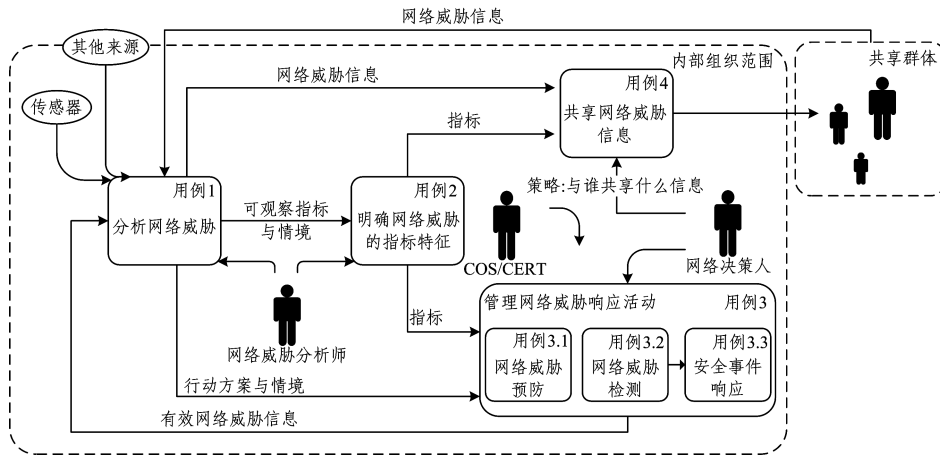 网络威胁信息
其他来源
内部组织范围
共享群体
网络威胁信息
用例4
共享网络威胁
信息
传感器
指标
用例1
分析网络威胁
可观察指标
与情境
用例2
明确网络威胁
的指标特征
策略:与谁共享什么信息
COS/CERT
网络决策人
管理网络威胁响应活动
用例3
指标
用例3.1
网络威胁
预防
用例3.2
网络威胁
检测
用例3.3
安全事件
响应
网络威胁分析师
行动方案与情境
有效网络威胁信息